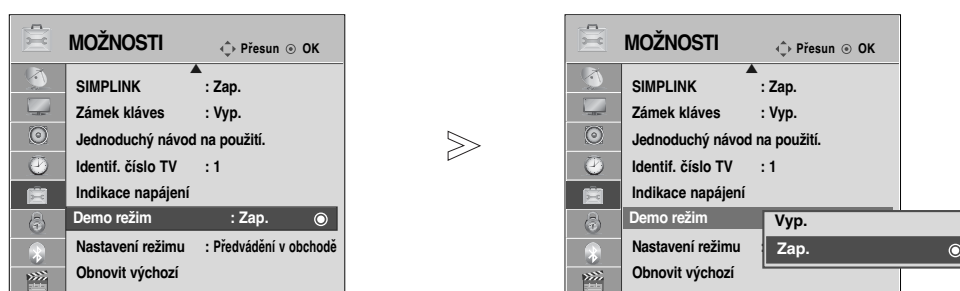 MOŽNOSTI
Přesun OK
SIMPLINK : Zap.
Zámek kláves : Vyp.
Jednoduchý návod na použití.
Identif. číslo TV : 1
Indikace napájení
Demo režim : Zap.
Nastavení režimu : Předvádění v obchodě
Obnovit výchozí
MOŽNOSTI
Přesun OK
SIMPLINK : Zap.
Zámek kláves : Vyp.
Jednoduchý návod na použití.
Identif. číslo TV : 1
Indikace napájení
Demo režim
Vyp.
Nastavení režimu :
Zap.
Obnovit výchozí